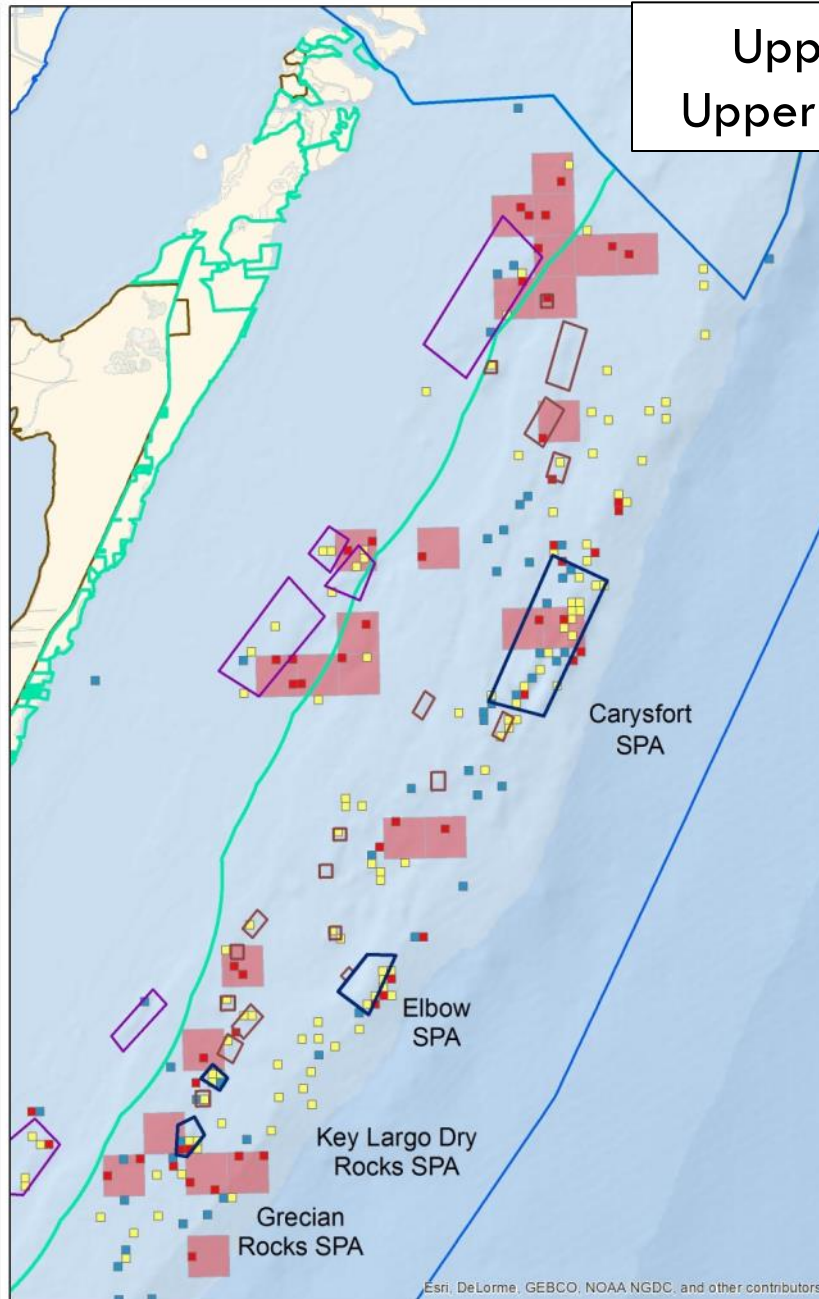 Upp
Upper
Carysfort
SPA
Elbow
SPA
Key Largo Dry
Rocks SPA
Grecian
Rocks SPA
Esri, DeLorme, GEBCO, NOAA NGDC, and other contributors